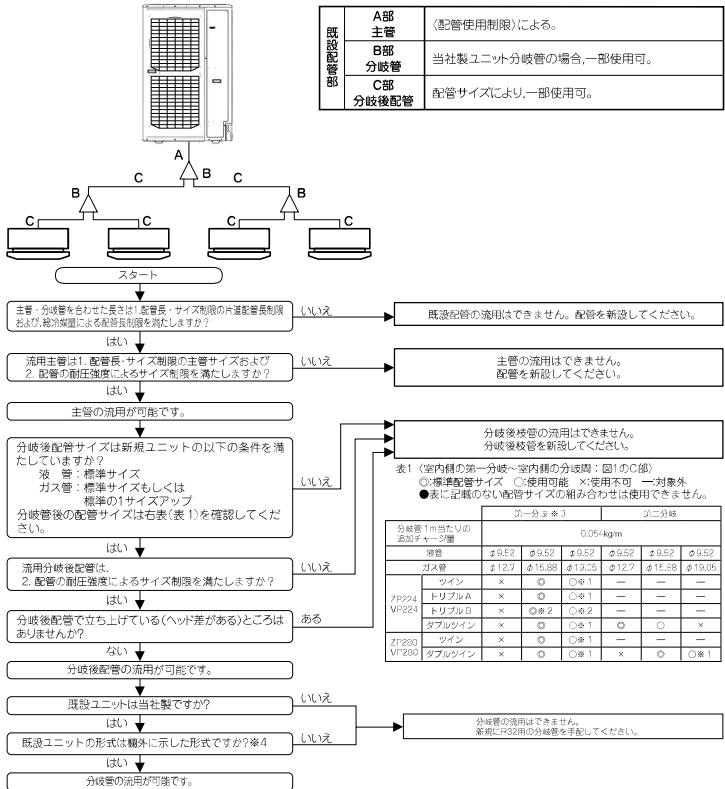 既設配管部
A部
主管
〈配管使用制限〉による。
B部
分岐管
当社製ユニット分岐管の場合,一部使用可。
C部
分岐後配管
配管サイズにより,一部使用可。
A
B
C
C
B
B
C
C
C
C
スタート
主管・分岐管を合わせた長さは1.配管長・サイズ制限の片道配管長制限
および,総冷媒量による配管長制限を満たしますか？
いいえ
既設配管の流用はできません。配管を新設してください。
はい
流用主管は1. 配管長・サイズ制限の主管サイズおよび
2. 配管の耐圧強度によるサイズ制限を満たしますか？
いいえ
主管の流用はできません。
配管を新設してください。
はい
主管の流用が可能です。
分岐後配管サイズは新規ユニットの以下の条件を満
たしていますか？
液　管：標準サイズ
ガス管：標準サイズもしくは
標準の1サイズアップ
分岐管後の配管サイズは右表(表1)を確認してくだ
さい。
いいえ
分岐後枝管の流用はできません。
分岐後枝管を新設してください。
はい
流用分岐後配管は,
2. 配管の耐圧強度によるサイズ制限を満たしますか？
いいえ
はい
分岐後配管で立ち上げている(ヘッド差がある)ところは
ありませんか？
ある
ない
分岐後配管の流用が可能です。
表1（室内側の第一分岐～室内側の分岐間：図1のC部）
◎:標準配管サイズ　○:使用可能　×:使用不可　—:対象外
●表に記載のない配管サイズの組み合わせは使用できません。
第一分岐※3 第二分岐
分岐管1m当たりの
追加チャージ量
0.054kg/m
液管 φ9.52 φ9.52 φ9.52 φ9.52 φ9.52 φ9.52
ガス管 φ12.7 φ15.88 φ19.05 φ12.7 φ15.88 φ19.05
ZP224
VP224
ツイン × ◎ ○※1 — — —
トリプルA × ◎ ○※1 — — —
トリプルB × ◎※2 ○※2 — — —
ダブルツイン × ◎ ○※1 ◎ ○ ×
ZP280
VP280
ツイン × ◎ ○※1 — — —
ダブルツイン × ◎ ○※1 × ◎ ○※1
既設ユニットは当社製ですか？
いいえ
はい
既設ユニットの形式は欄外に示した形式ですか？※4
いいえ
分岐管の流用はできません。
新規にR32用の分岐管を手配してください。
はい
分岐管の流用が可能です。